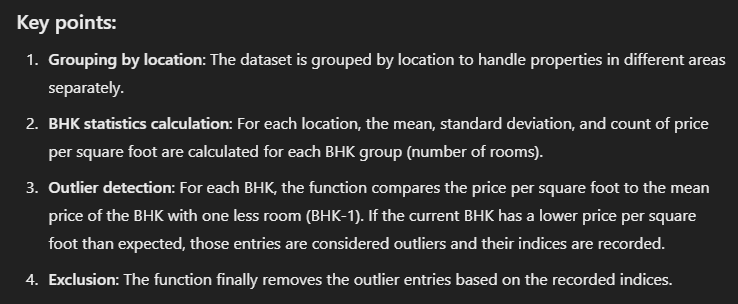 Key points:
1. Grouping by location: The dataset is grouped by location to handle properties in different areas
separately.
2. BHK statistics calculation: For each location, the mean, standard deviation, and count of price
per square foot are calculated for each BHK group (number of rooms).
3. Outlier detection: For each BHK, the function compares the price per square foot to the mean
price of the BHK with one less room (BHK-1). If the current BHK has a lower price per square
foot than expected, those entries are considered outliers and their indices are recorded.
4. Exclusion: The function finally removes the outlier entries based on the recorded indices.